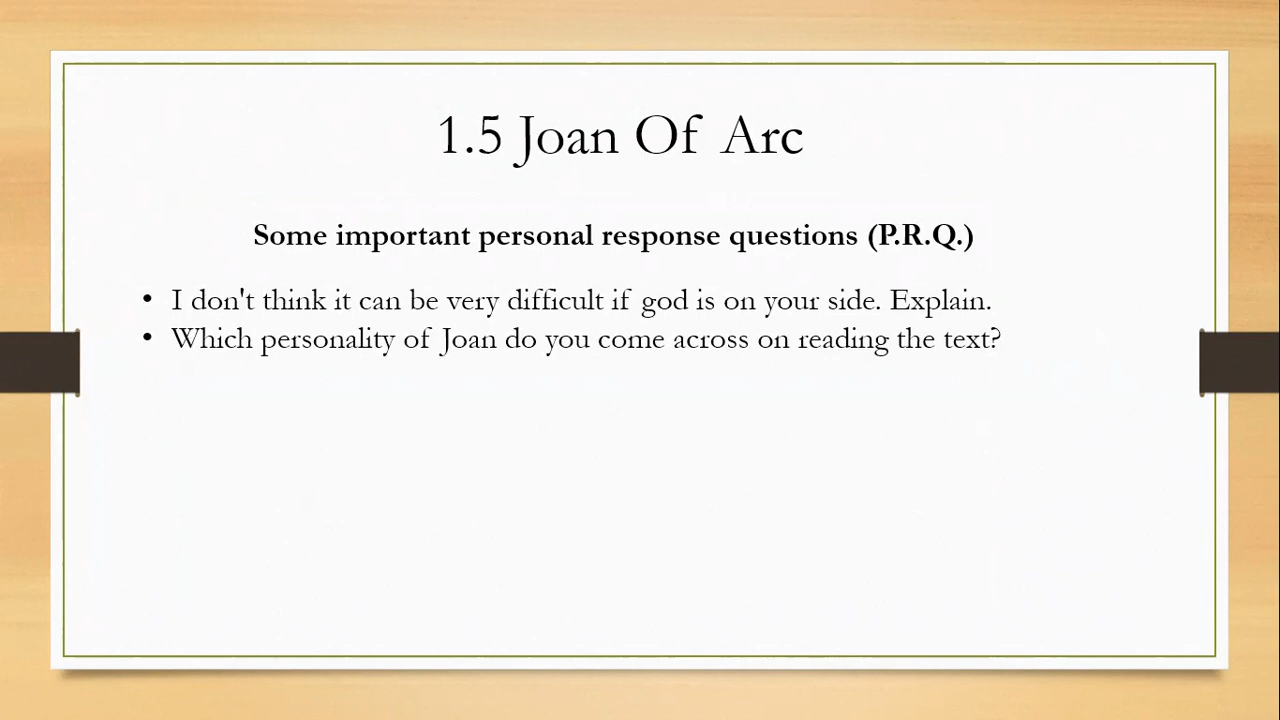 1.5 Joan Of Arc
Some important personal response questions (P.R.Q.)
• I don't think it can be very difficult if god is on your side. Explain.
• Which personality of Joan do you come across on reading the text?